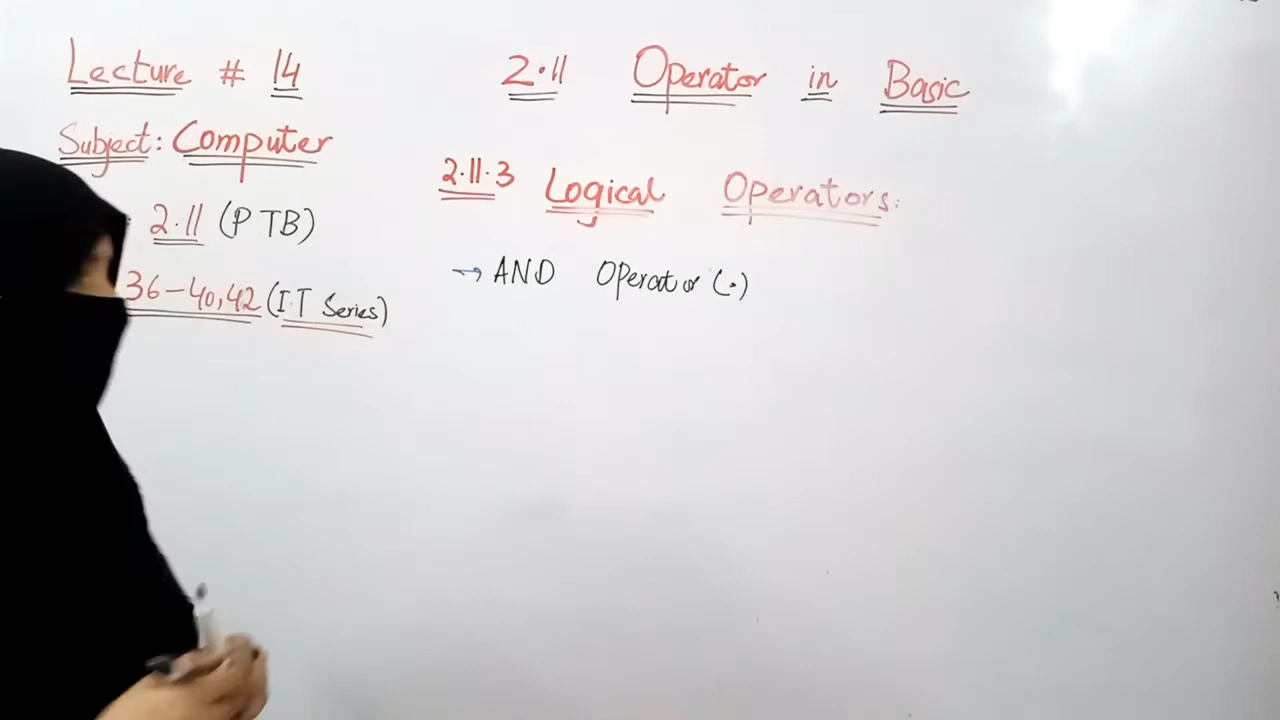 Lecture # 14
Subject: Computer
2.11 (PTB)
36-40,42 (I.T Series)
2.11 Operator in Basic
2.11.3 Logical Operators:
→ AND Operator (.)